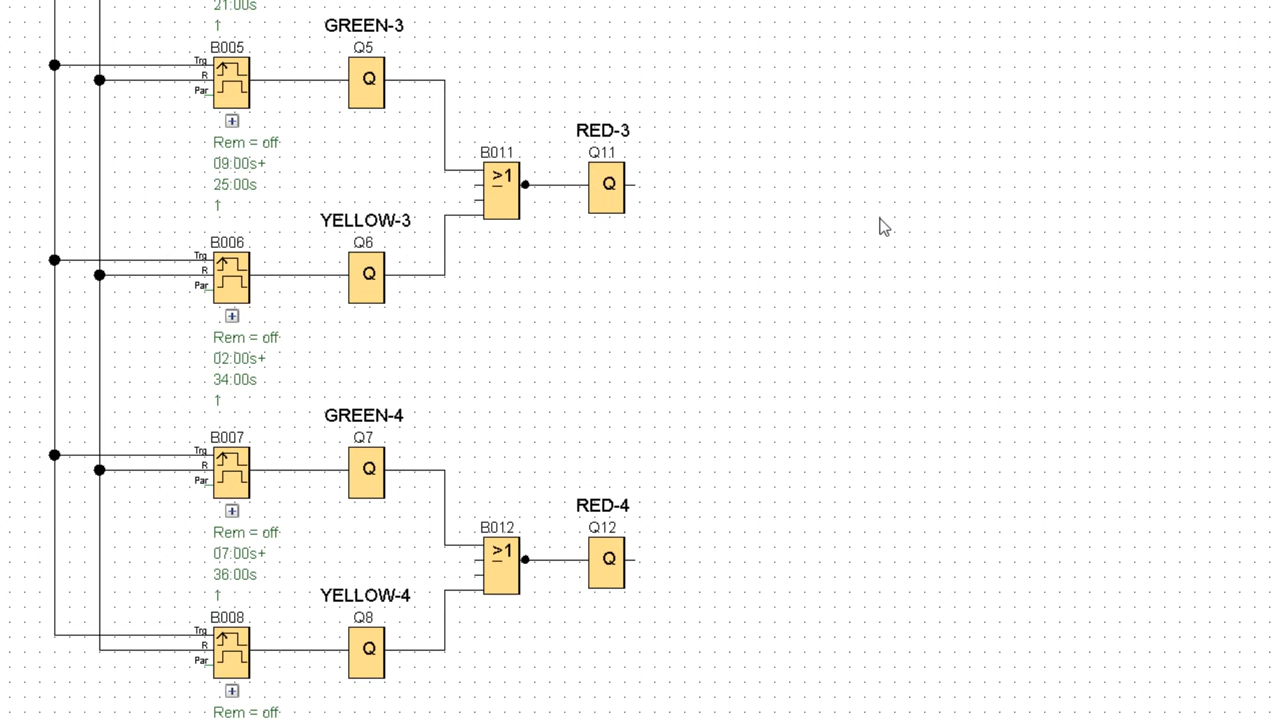 21:00s
↑
GREEN-3
B005
Q5
Trg
R
Par
Q
Rem = off
09:00s+
25:00s
↑
RED-3
B011
Q11
≥1
Q
YELLOW-3
B006
Q6
Trg
R
Par
Q
Rem = off
02:00s+
34:00s
↑
GREEN-4
B007
Q7
Trg
R
Par
Q
Rem = off
07:00s+
36:00s
↑
RED-4
B012
Q12
≥1
Q
YELLOW-4
B008
Q8
Trg
R
Par
Q
Rem = off